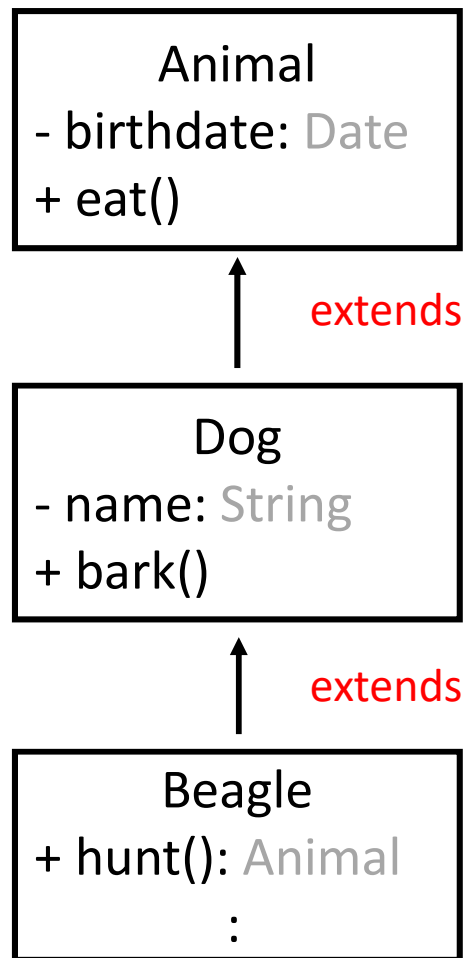 Animal
- birthdate: Date
+ eat()
extends
Dog
- name: String
+ bark()
extends
Beagle
+ hunt(): Animal
: